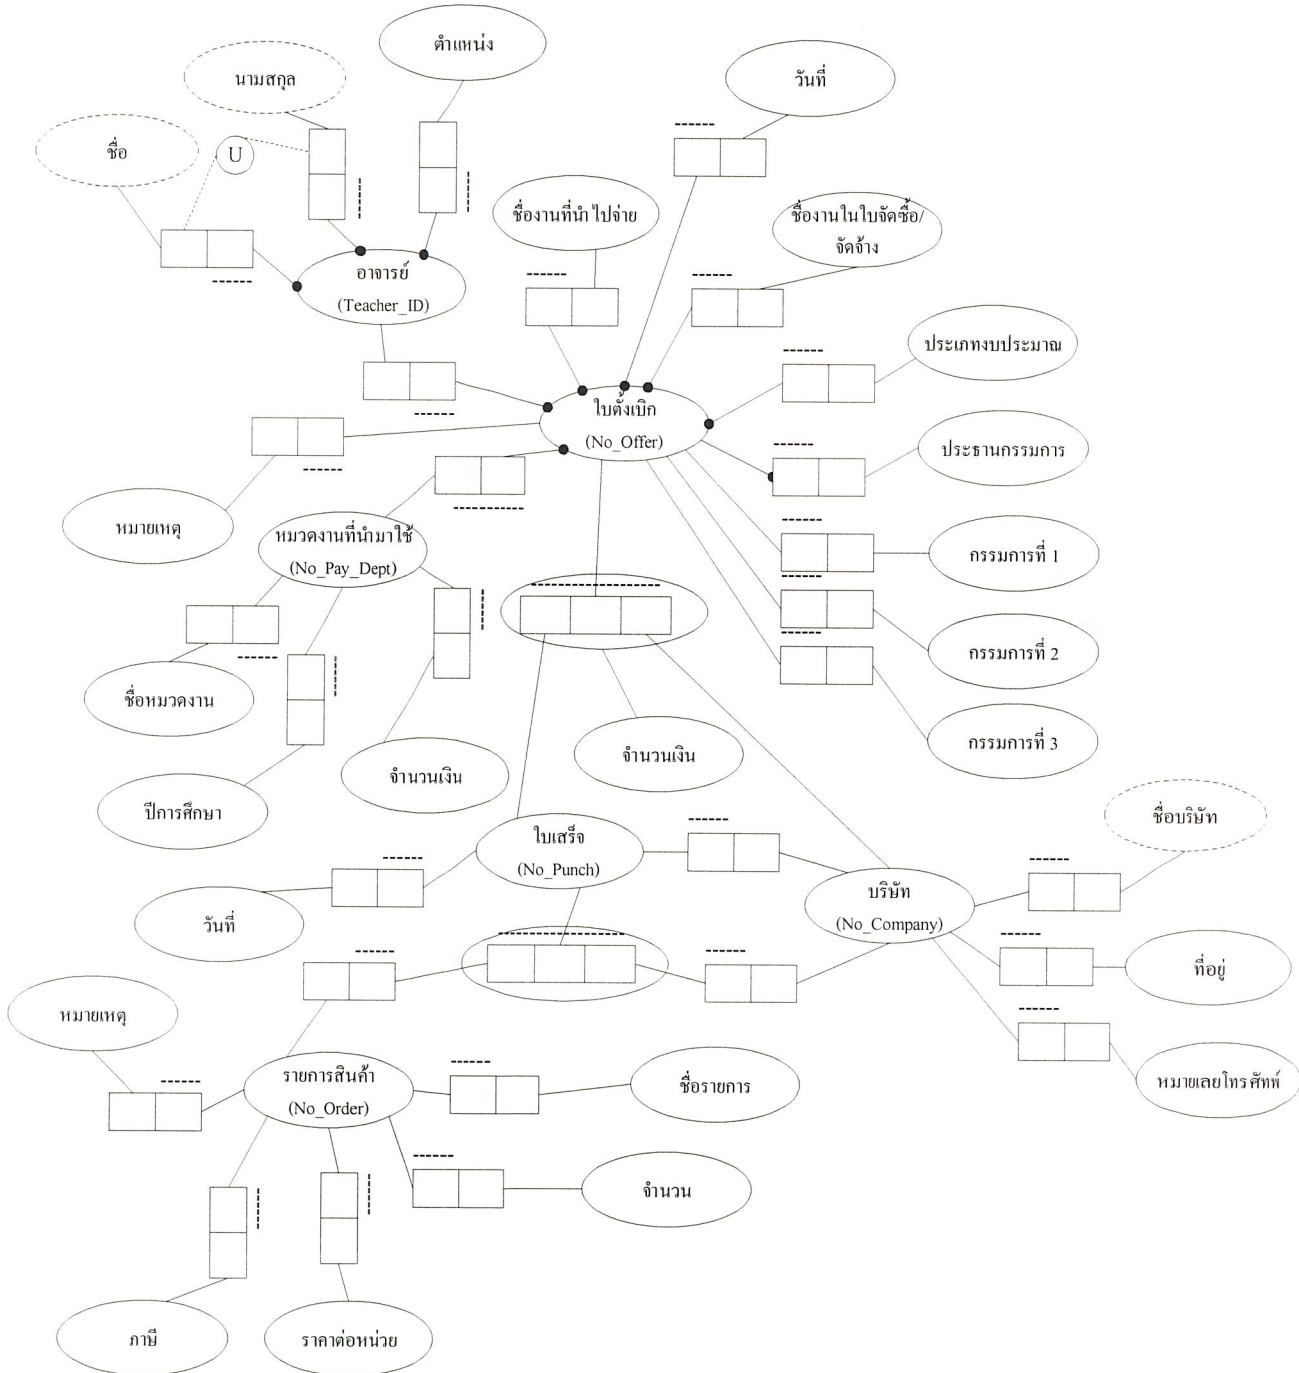 ตำแหน่ง
นามสกุล
วันที่
ชื่อ
U
ชื่องานที่นำไปจ่าย
ชื่องานในใบจัดซื้อ/
จัดจ้าง
อาจารย์
(Teacher_ID)
ประเภทงบประมาณ
ใบตั้งเบิก
(No_Offer)
ประธานกรรมการ
หมายเหตุ
หมวดงานที่นำมาใช้
(No_Pay_Dept)
กรรมการที่ 1
กรรมการที่ 2
ชื่อหมวดงาน
กรรมการที่ 3
จำนวนเงิน
จำนวนเงิน
ปีการศึกษา
ชื่อบริษัท
ใบเสร็จ
(No_Punch)
บริษัท
(No_Company)
วันที่
ที่อยู่
หมายเหตุ
รายการสินค้า
(No_Order)
ชื่อรายการ
หมายเลยโทรศัทพ์
จำนวน
ภาษี
ราคาต่อหน่วย